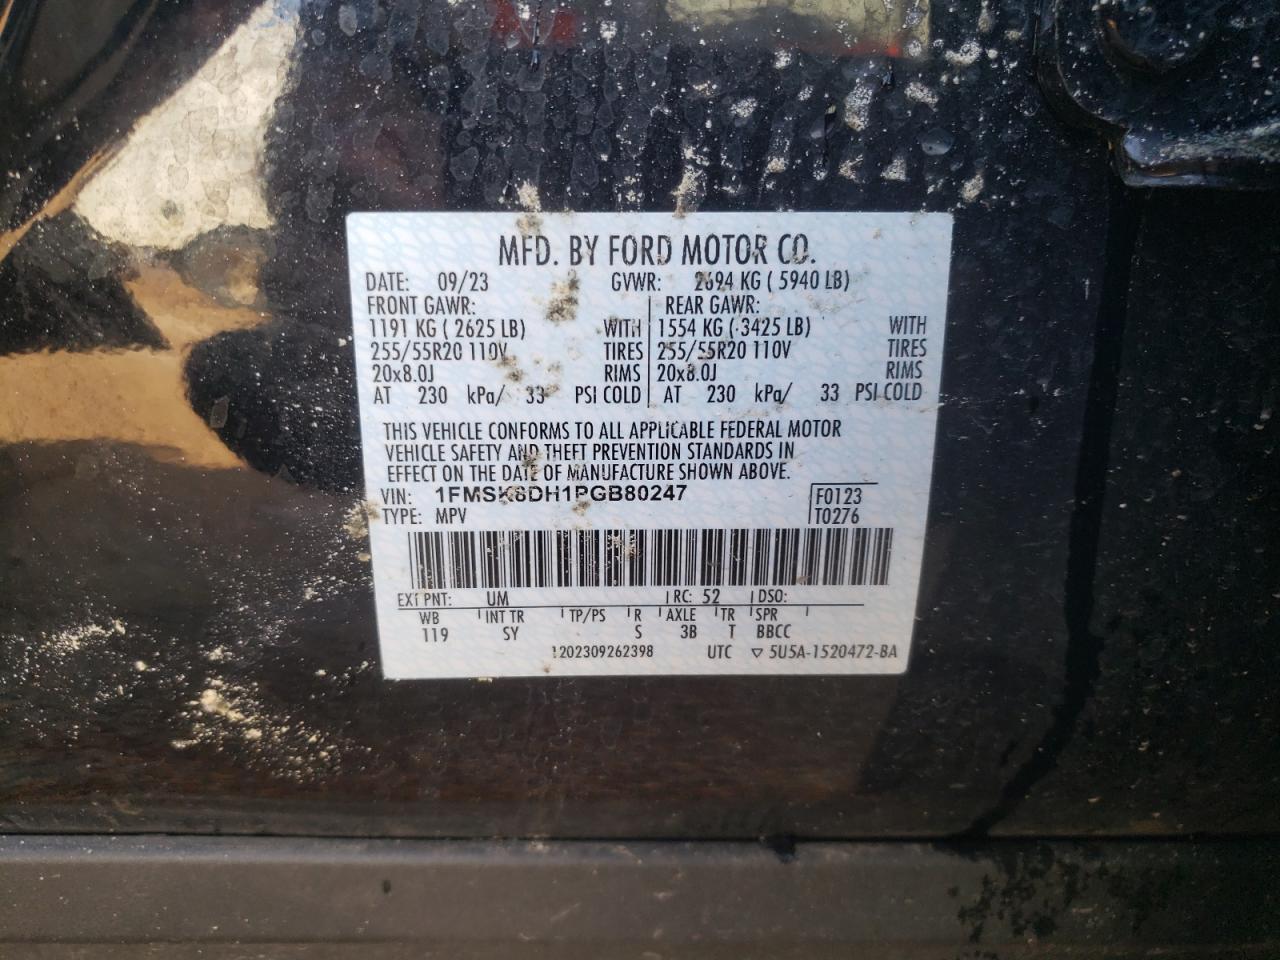 MFD. BY FORD MOTOR CO.
DATE: 09/23 GVWR: 2694 KG ( 5940 LB)
FRONT GAWR: REAR GAWR:
1191 KG ( 2625 LB) WITH 1554 KG ( 3425 LB) WITH
255/55R20 110V TIRES 255/55R20 110V TIRES
20x8.0J RIMS 20x8.0J RIMS
AT 230 kPa/ 33 PSI COLD AT 230 kPa/ 33 PSI COLD
THIS VEHICLE CONFORMS TO ALL APPLICABLE FEDERAL MOTOR
VEHICLE SAFETY AND THEFT PREVENTION STANDARDS IN
EFFECT ON THE DATE OF MANUFACTURE SHOWN ABOVE.
VIN: 1FMSK8DH1PGB80247 F0123
TYPE: MPV T0276
EXT PNT: UM RC: 52 DSO:
WB INT TR TP/PS R AXLE TR SPR
119 SY S 3B T BBCC
1202309262398 UTC ▽ 5U5A-1520472-BA